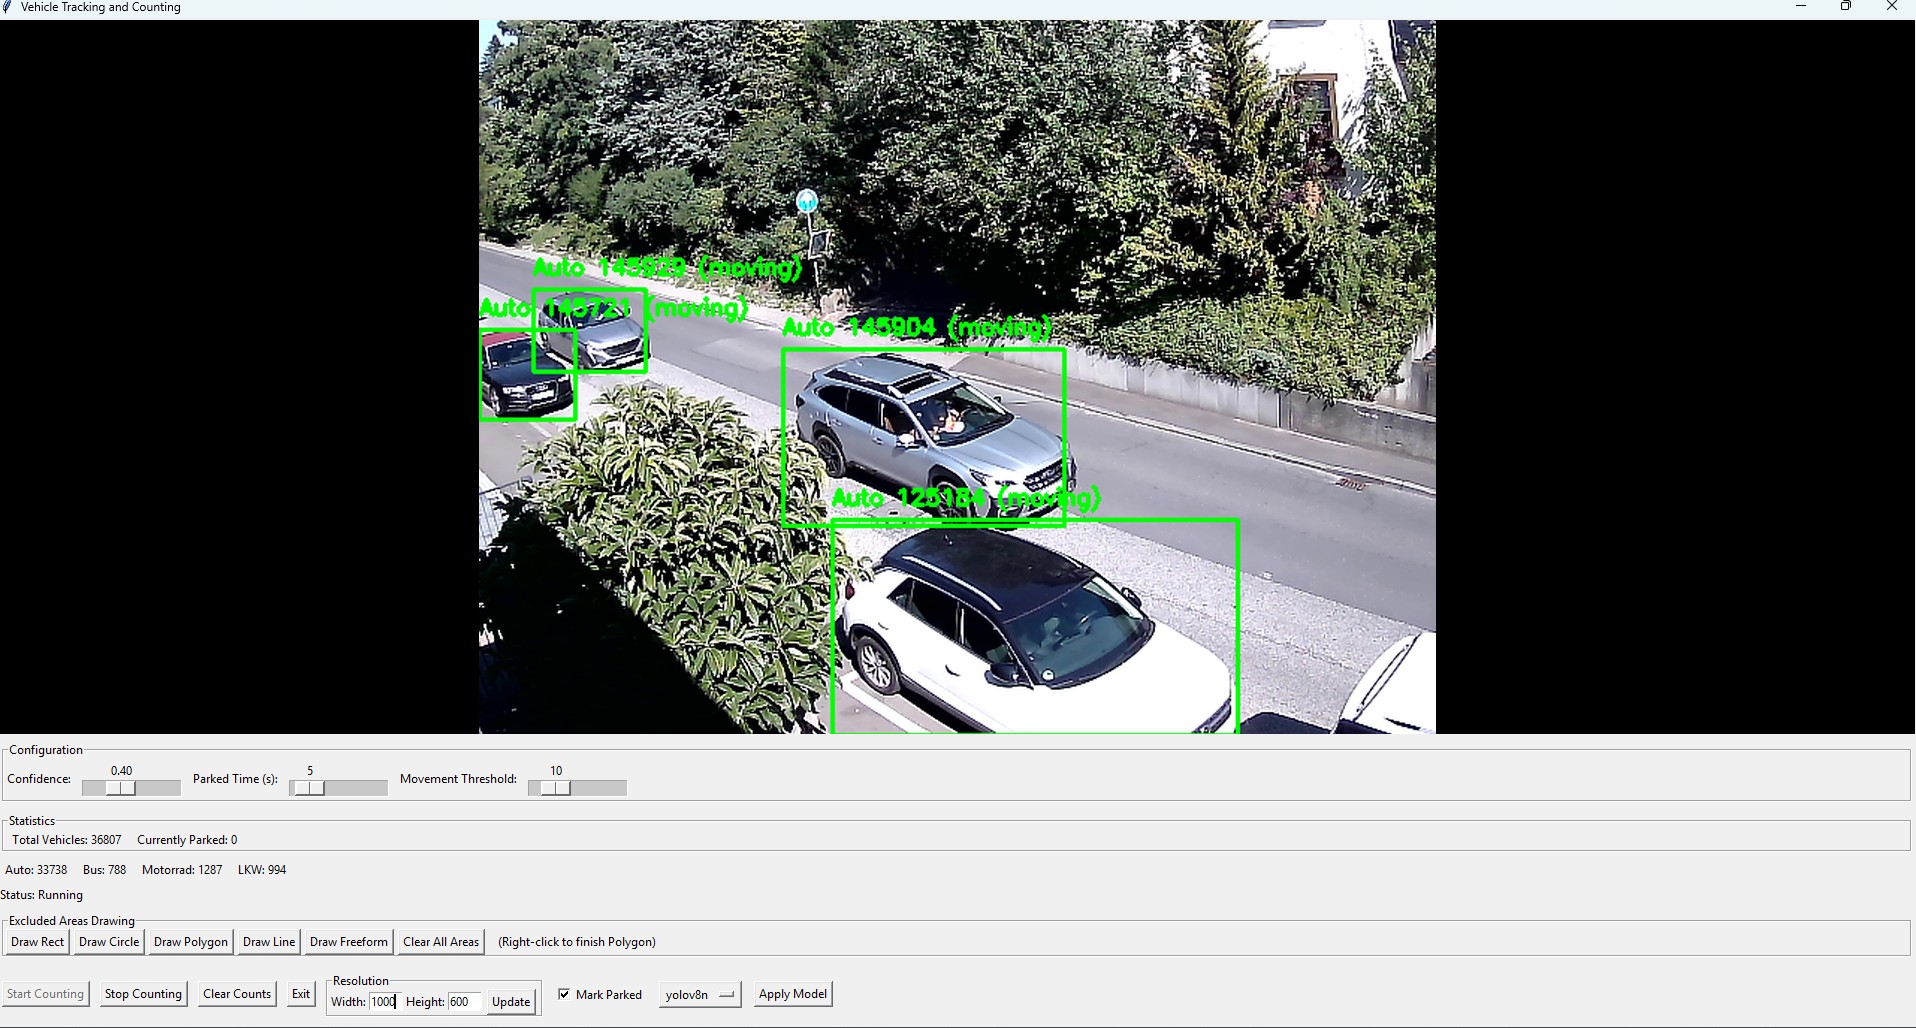 Vehicle Tracking and Counting
Auto 145929 (moving)
Auto 145721 (moving)
Auto 145904 (moving)
Auto 125184 (moving)
Configuration
Confidence: 0.40 Parked Time (s): 5 Movement Threshold: 10
Statistics
Total Vehicles: 36807 Currently Parked: 0
Auto: 33738 Bus: 788 Motorrad: 1287 LKW: 994
Status: Running
Excluded Areas Drawing
Draw Rect Draw Circle Draw Polygon Draw Line Draw Freeform Clear All Areas (Right-click to finish Polygon)
Resolution
Start Counting Stop Counting Clear Counts Exit Width: 1000 Height: 600 Update Mark Parked yolov8n Apply Model